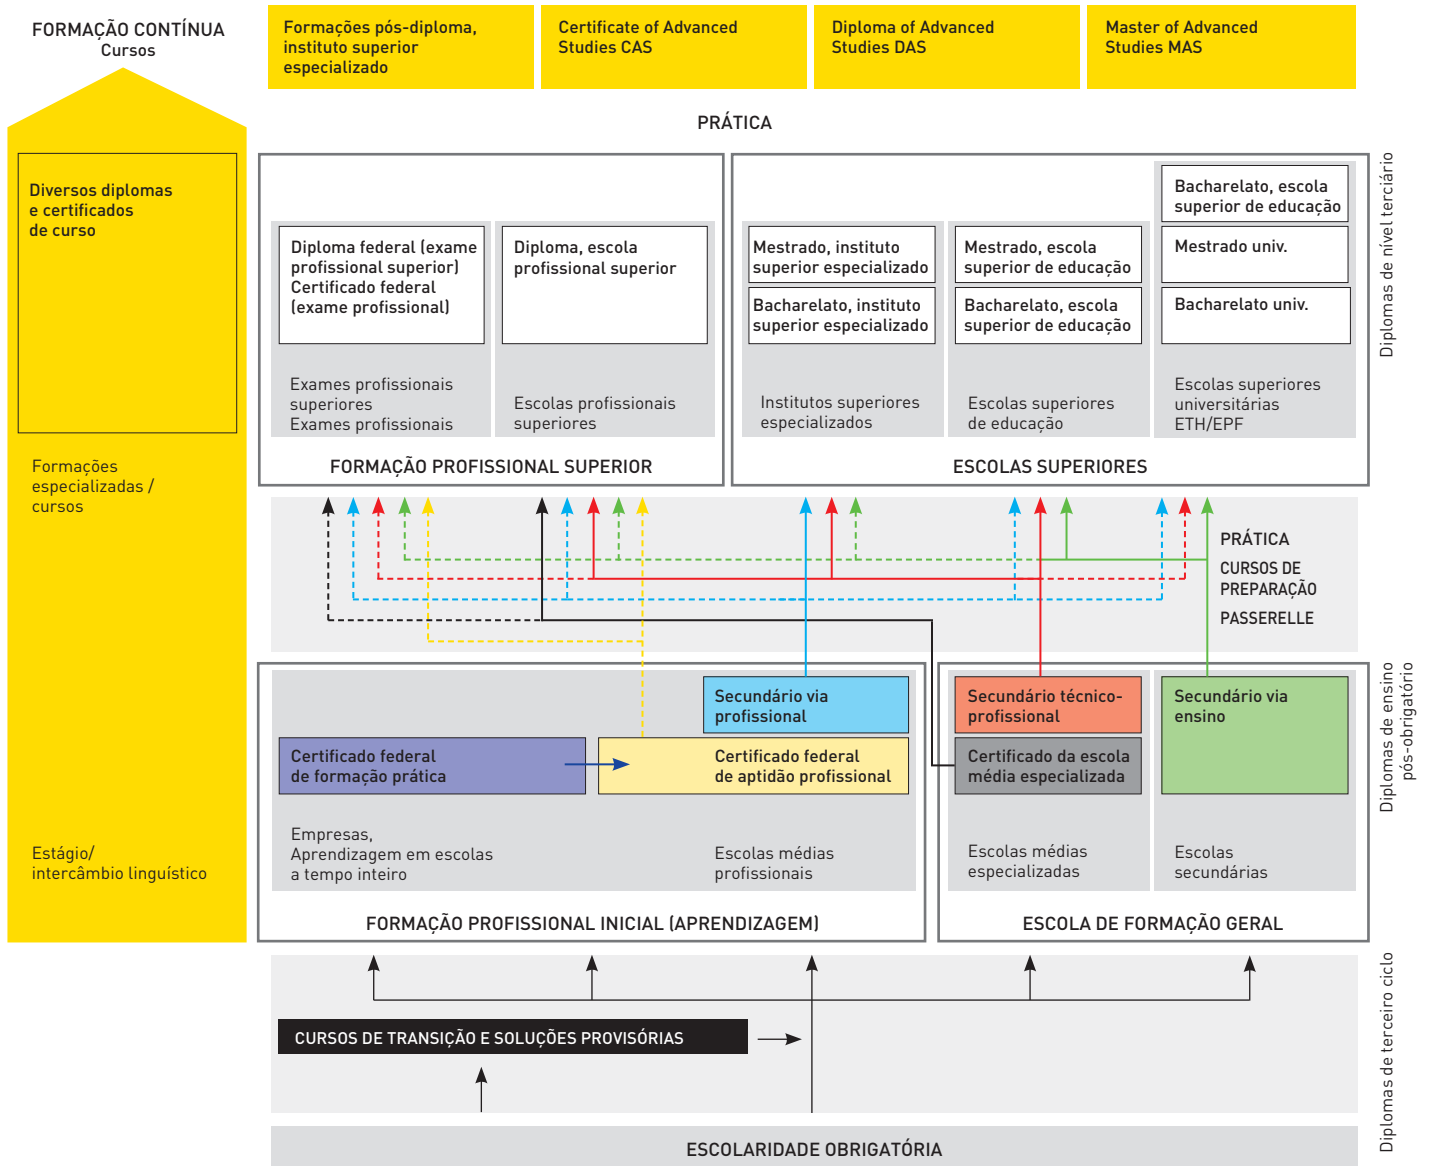 FORMAÇÃO CONTÍNUA
Cursos
Formações pós-diploma,
instituto superior
especializado
Certificate of Advanced
Studies CAS
Diploma of Advanced
Studies DAS
Master of Advanced
Studies MAS
PRÁTICA
Diversos diplomas
e certificados
de curso
Formações
especializadas /
cursos
Estágio/
intercâmbio linguístico
Diploma federal (exame
profissional superior)
Certificado federal
(exame profissional)
Diploma, escola
profissional superior
Exames profissionais
superiores
Exames profissionais
Escolas profissionais
superiores
FORMAÇÃO PROFISSIONAL SUPERIOR
Mestrado, instituto
superior especializado
Bacharelato, instituto
superior especializado
Mestrado, escola
superior de educação
Bacharelato, escola
superior de educação
Bacharelato, escola
superior de educação
Mestrado univ.
Bacharelato univ.
Institutos superiores
especializados
Escolas superiores
de educação
Escolas superiores
universitárias
ETH/EPF
ESCOLAS SUPERIORES
Diplomas de nível terciário
PRÁTICA
CURSOS DE
PREPARAÇÃO
PASSERELLE
Secundário via
profissional
Certificado federal
de formação prática
Certificado federal
de aptidão profissional
Empresas,
Aprendizagem em escolas
a tempo inteiro
Escolas médias
profissionais
FORMAÇÃO PROFISSIONAL INICIAL (APRENDIZAGEM)
Secundário técnico-
profissional
Certificado da escola
média especializada
Secundário via
ensino
Escolas médias
especializadas
Escolas
secundárias
ESCOLA DE FORMAÇÃO GERAL
Diplomas de ensino
pós-obrigatório
CURSOS DE TRANSIÇÃO E SOLUÇÕES PROVISÓRIAS
Diplomas de terceiro ciclo
ESCOLARIDADE OBRIGATÓRIA